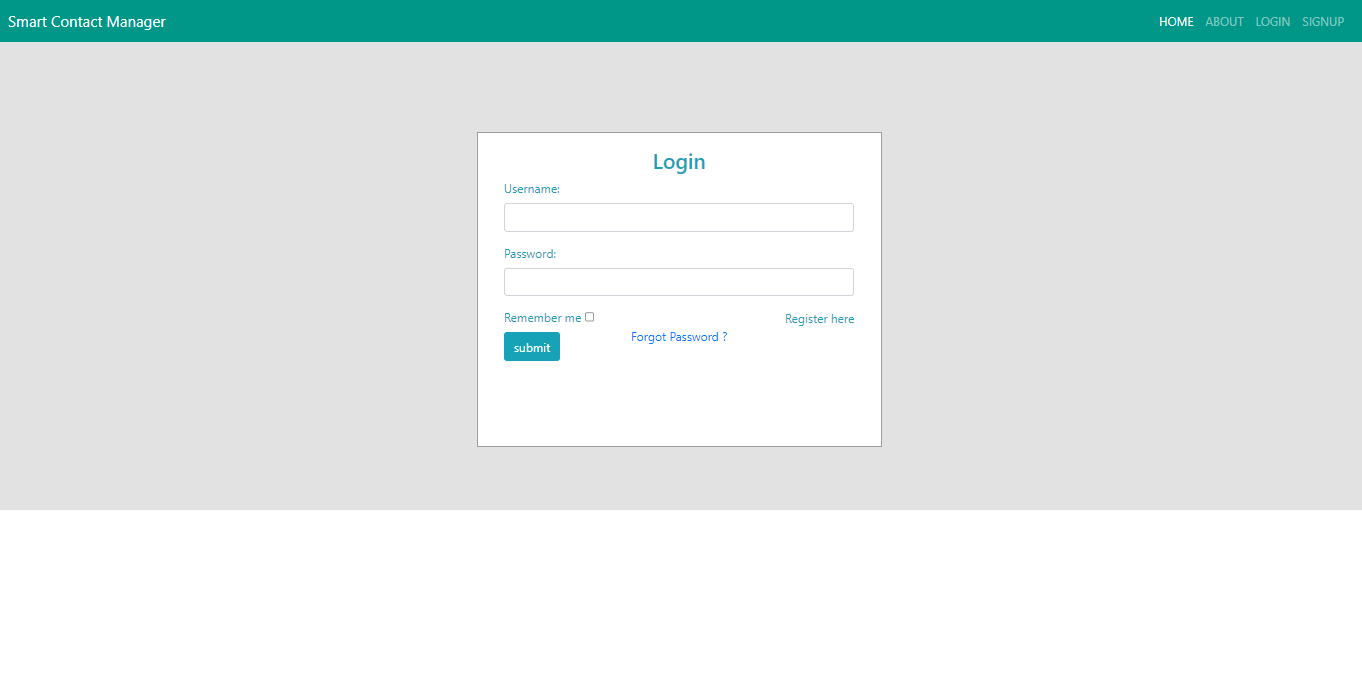 Smart Contact Manager HOME ABOUT LOGIN SIGNUP
Login
Username:
Password:
Remember me Register here
Forgot Password ?
submit